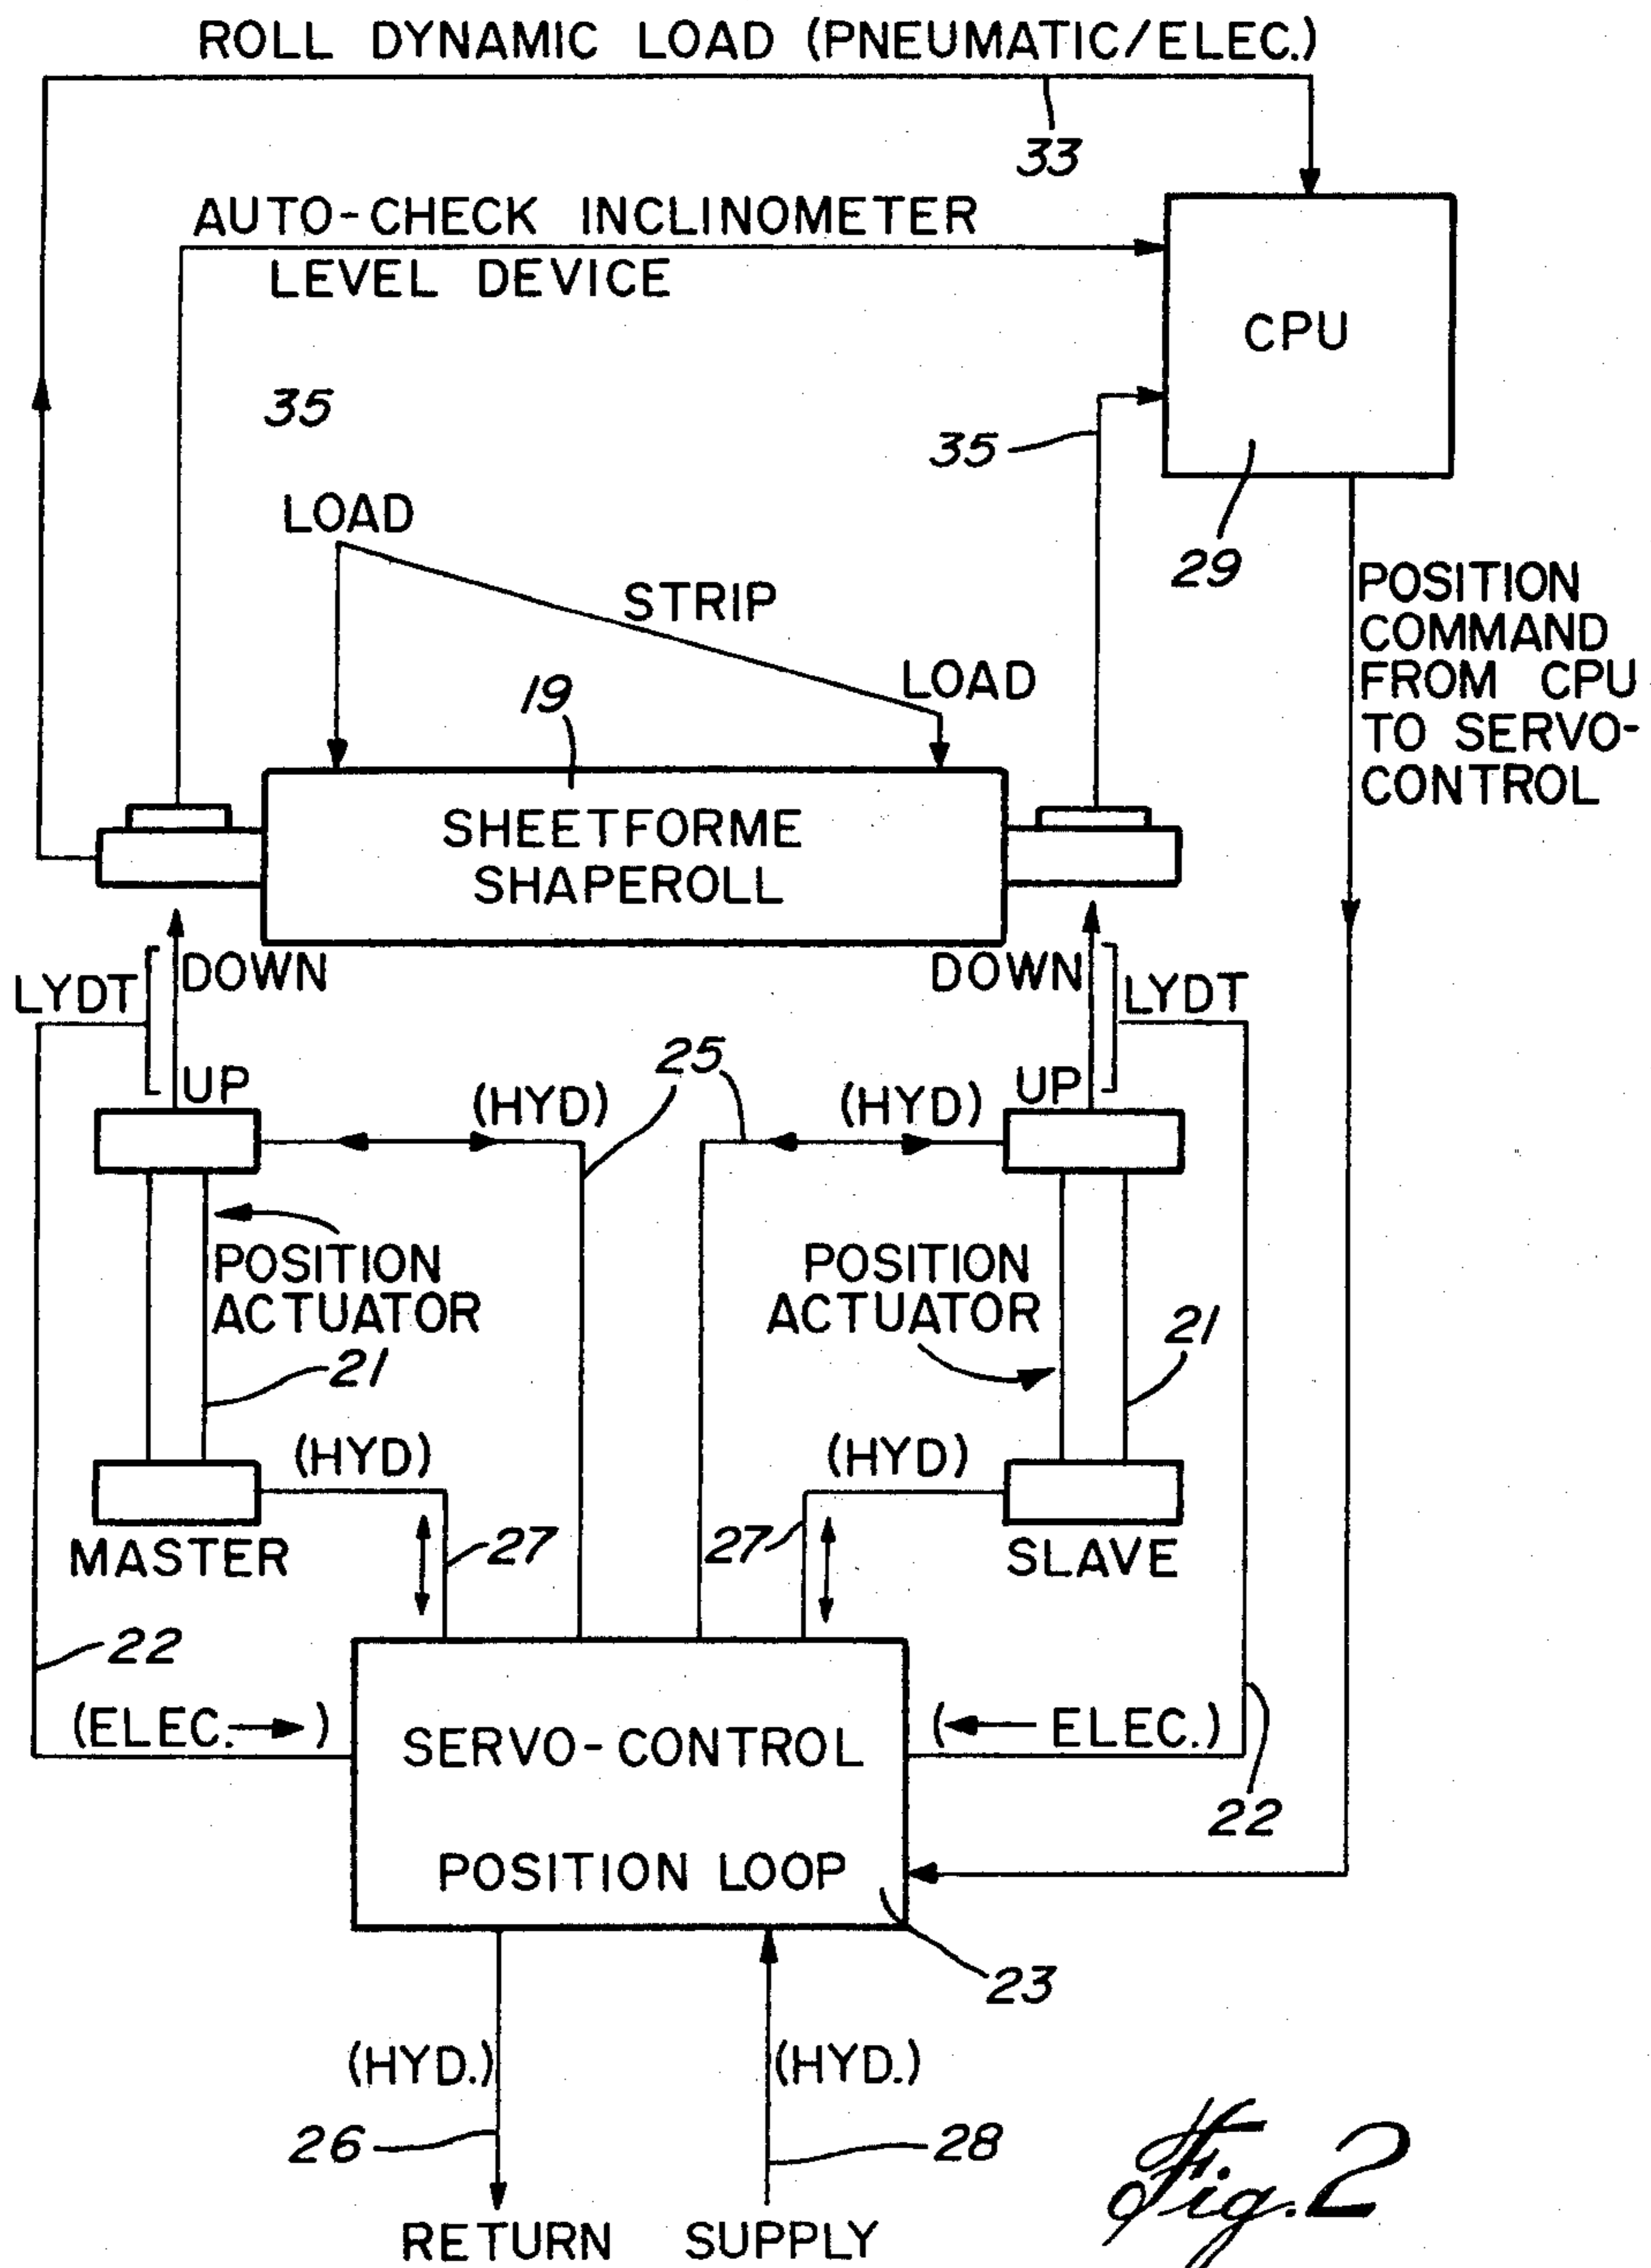 ROLL DYNAMIC LOAD (PNEUMATIC/ELEC.)
33
AUTO-CHECK INCLINOMETER
LEVEL DEVICE
CPU
35
35
29
LOAD
STRIP
LOAD
POSITION
COMMAND
FROM CPU
TO SERVO-
CONTROL
19
SHEETFORME
SHAPEROLL
LYDT
DOWN
DOWN
LYDT
UP
(HYD)
25
(HYD)
UP
POSITION
ACTUATOR
POSITION
ACTUATOR
21
21
(HYD)
(HYD)
MASTER
27
27
SLAVE
22
(ELEC.→)
(← ELEC.)
SERVO-CONTROL
22
POSITION LOOP
23
(HYD.)
(HYD.)
26
28
RETURN
SUPPLY
Fig. 2